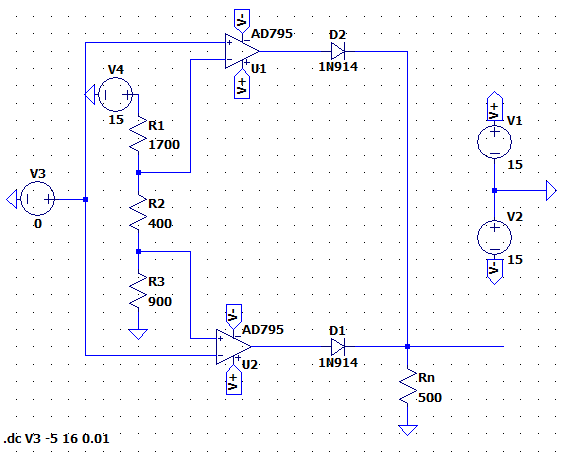 V-
AD795
+
−
−
+
U1
V+
D2
1N914
V4
+
15
R1
1700
V3
+
0
R2
400
R3
900
V-
AD795
+
−
−
+
U2
V+
D1
1N914
Rn
500
V+
V1
+
−
15
V2
+
−
15
V-
.dc V3 -5 16 0.01